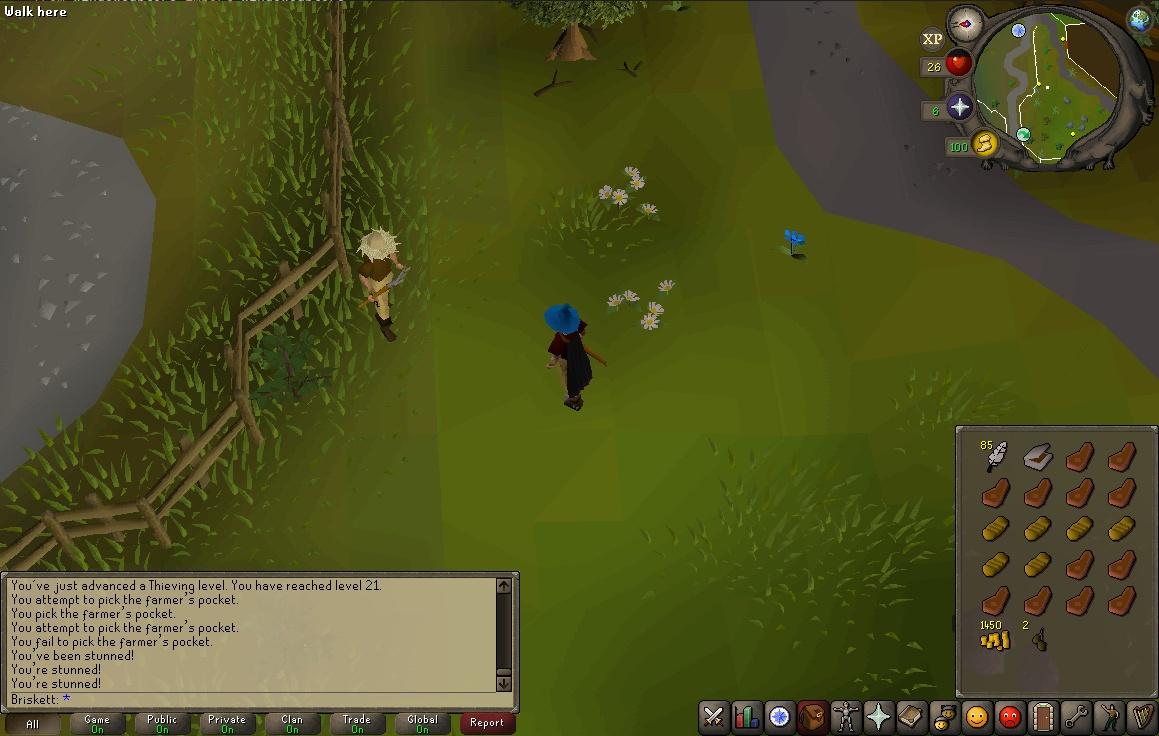 Walk here
XP
26
6
100
85
1450
2
You've just advanced a Thieving level. You have reached level 21.
You attempt to pick the farmer's pocket.
You pick the farmer's pocket.
You attempt to pick the farmer's pocket.
You fail to pick the farmer's pocket.
You've been stunned!
You're stunned!
You're stunned!
Briskett: *
All
Game
On
Public
On
Private
On
Clan
On
Trade
On
Global
On
Report